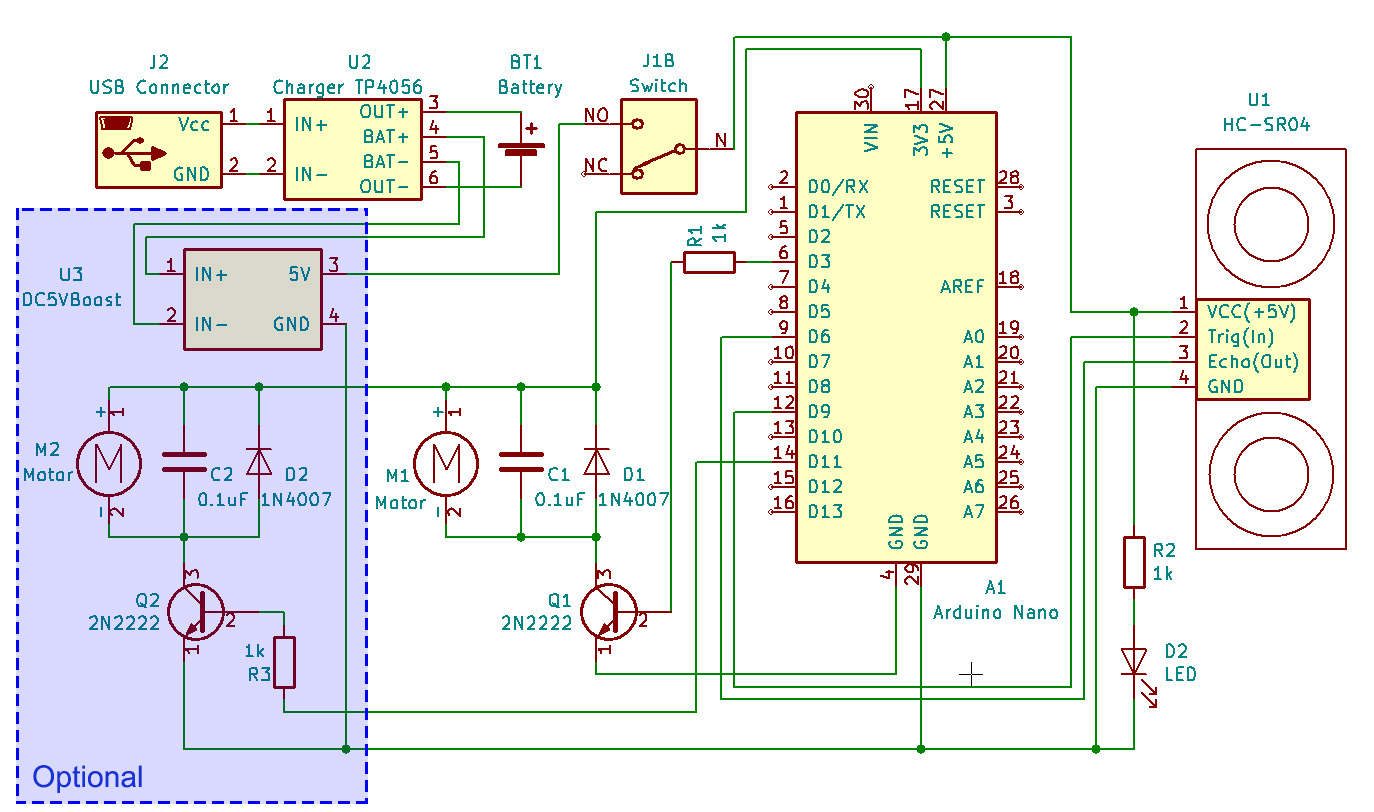 J2
USB Connector
Vcc 1
GND 2
U2
Charger TP4056
1 IN+
2 IN-
OUT+ 3
BAT+ 4
BAT- 5
OUT- 6
BT1
Battery
+
J1B
Switch
NO
NC
N
U3
DC5VBoast
1 IN+
2 IN-
5V 3
GND 4
R1
1k
30 17 27
VIN 3V3 +5V
2 D0/RX
1 D1/TX
5 D2
6 D3
7 D4
8 D5
9 D6
10 D7
11 D8
12 D9
13 D10
14 D11
15 D12
16 D13
RESET 28
RESET 3
AREF 18
A0 19
A1 20
A2 21
A3 22
A4 23
A5 24
A6 25
A7 26
GND GND
4 29
A1
Arduino Nano
U1
HC-SR04
1 VCC(+5V)
2 Trig(In)
3 Echo(Out)
4 GND
+ 1
M
M2
Motor
- 2
C2
0.1uF
D2
1N4007
+ 1
M
M1
Motor
- 2
C1
0.1uF
D1
1N4007
Q2
2N2222
3
2
1
1k
R3
Q1
2N2222
3
2
1
R2
1k
D2
LED
Optional